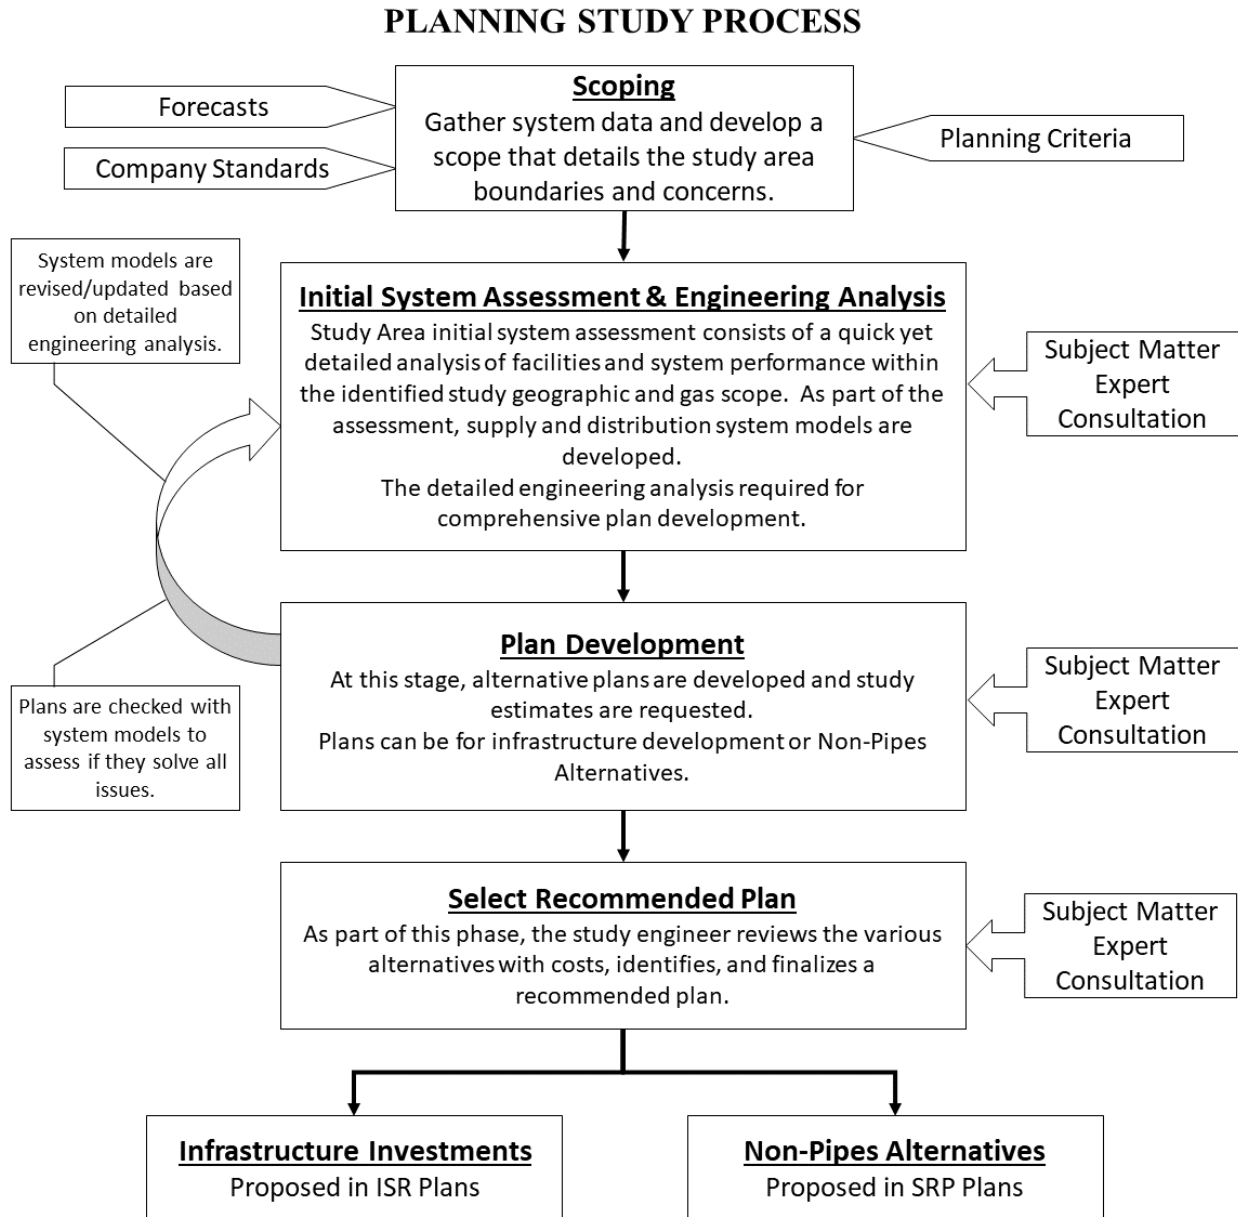 PLANNING STUDY PROCESS
Scoping
Gather system data and develop a
scope that details the study area
boundaries and concerns.
Forecasts
Company Standards
Planning Criteria
System models are
revised/updated based
on detailed
engineering analysis.
Initial System Assessment & Engineering Analysis
Study Area initial system assessment consists of a quick yet
detailed analysis of facilities and system performance within
the identified study geographic and gas scope. As part of the
assessment, supply and distribution system models are
developed.
The detailed engineering analysis required for
comprehensive plan development.
Subject Matter
Expert
Consultation
Plan Development
At this stage, alternative plans are developed and study
estimates are requested.
Plans can be for infrastructure development or Non-Pipes
Alternatives.
Subject Matter
Expert
Consultation
Plans are checked with
system models to
assess if they solve all
issues.
Select Recommended Plan
As part of this phase, the study engineer reviews the various
alternatives with costs, identifies, and finalizes a
recommended plan.
Subject Matter
Expert
Consultation
Infrastructure Investments
Proposed in ISR Plans
Non-Pipes Alternatives
Proposed in SRP Plans